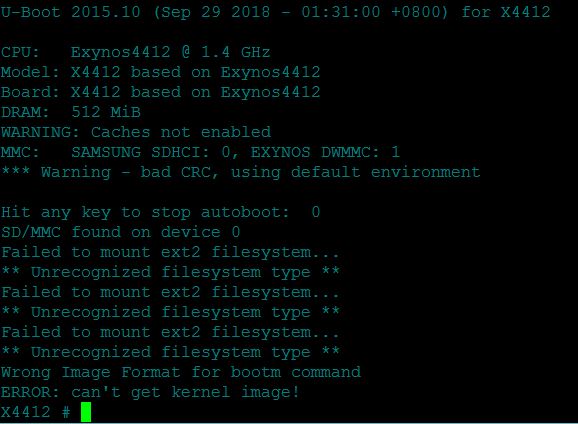 U-Boot 2015.10 (Sep 29 2018 - 01:31:00 +0800) for X4412
CPU:   Exynos4412 @ 1.4 GHz
Model: X4412 based on Exynos4412
Board: X4412 based on Exynos4412
DRAM:  512 MiB
WARNING: Caches not enabled
MMC:   SAMSUNG SDHCI: 0, EXYNOS DWMMC: 1
*** Warning - bad CRC, using default environment
Hit any key to stop autoboot:  0
SD/MMC found on device 0
Failed to mount ext2 filesystem...
** Unrecognized filesystem type **
Failed to mount ext2 filesystem...
** Unrecognized filesystem type **
Failed to mount ext2 filesystem...
** Unrecognized filesystem type **
Wrong Image Format for bootm command
ERROR: can't get kernel image!
X4412 #